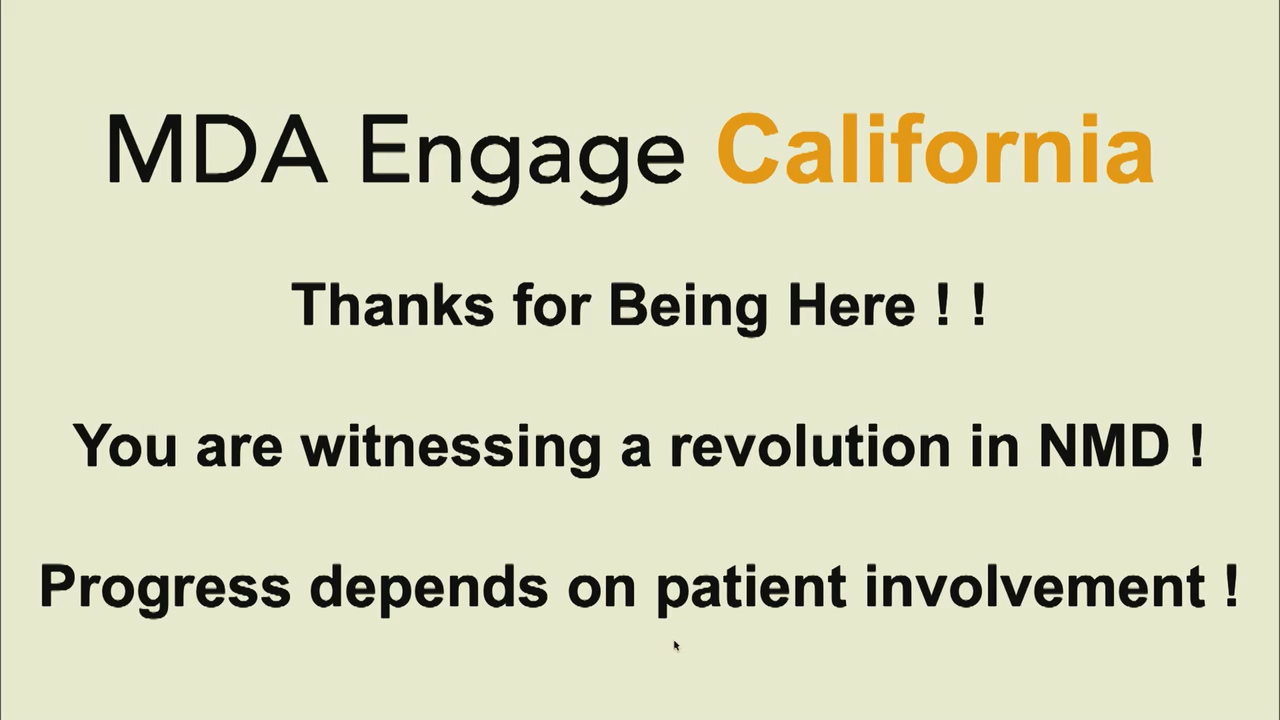 MDA Engage California
Thanks for Being Here ! !
You are witnessing a revolution in NMD !
Progress depends on patient involvement !